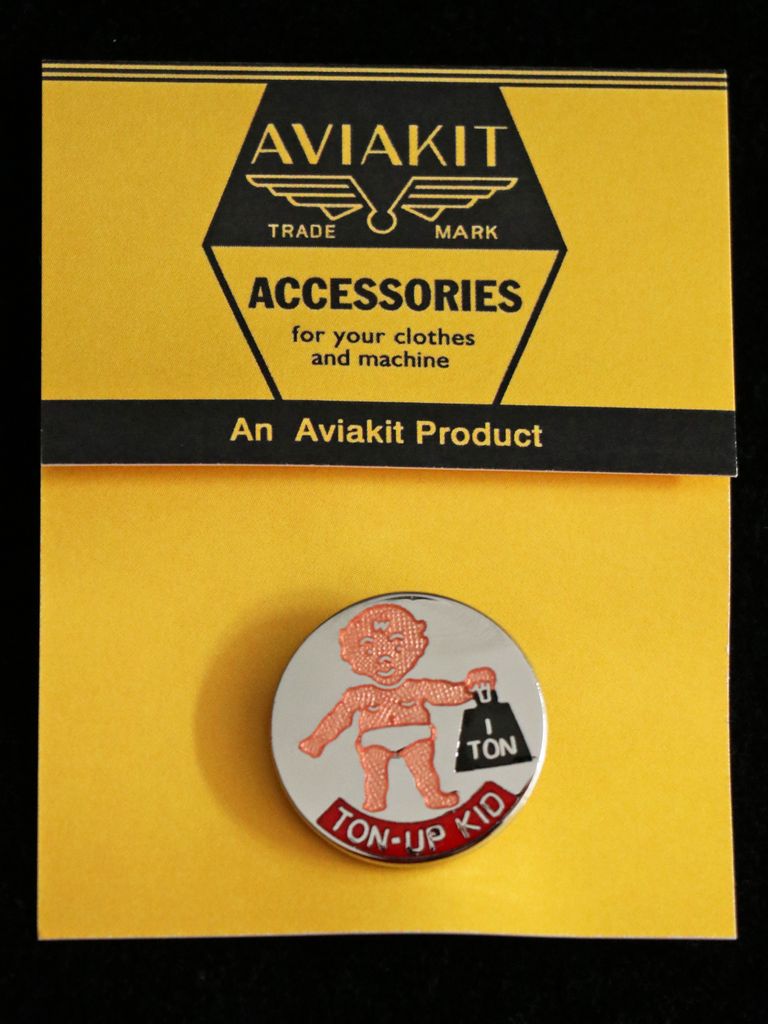 AVIAKIT
TRADE MARK
ACCESSORIES
for your clothes
and machine
An Aviakit Product
1
TON
TON-UP KID